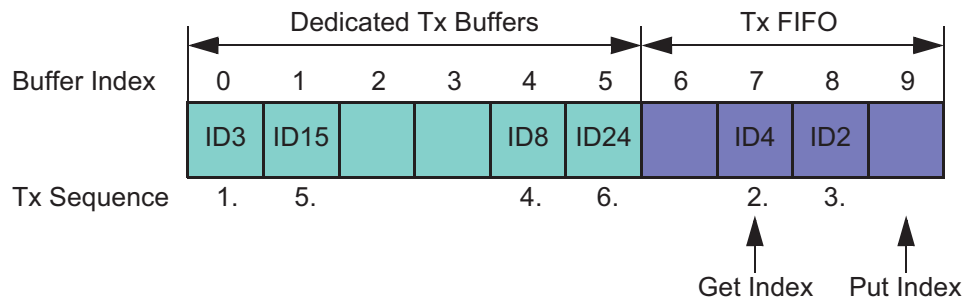 Dedicated Tx Buffers Tx FIFO
Buffer Index 0 1 2 3 4 5 6 7 8 9
ID3 ID15 ID8 ID24 ID4 ID2
Tx Sequence 1. 5. 4. 6. 2. 3.
Get Index Put Index